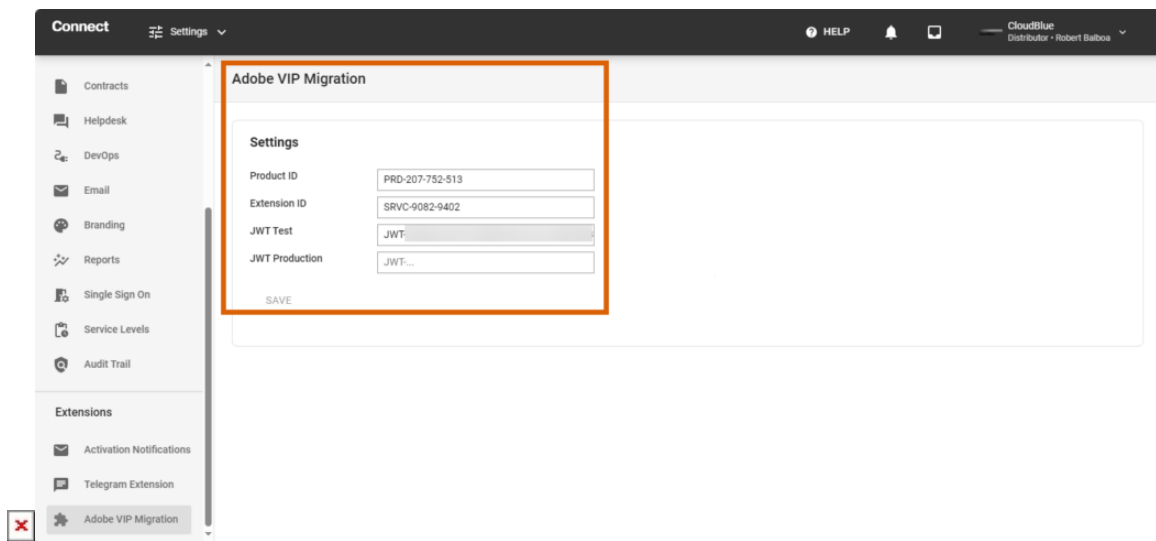 Connect
Settings
HELP
CloudBlue
Distributor • Robert Balboa
Contracts
Helpdesk
DevOps
Email
Branding
Reports
Single Sign On
Service Levels
Audit Trail
Extensions
Activation Notifications
Telegram Extension
Adobe VIP Migration
Adobe VIP Migration
Settings
Product ID PRD-207-752-513
Extension ID SRVC-9082-9402
JWT Test JWT-
JWT Production JWT-...
SAVE